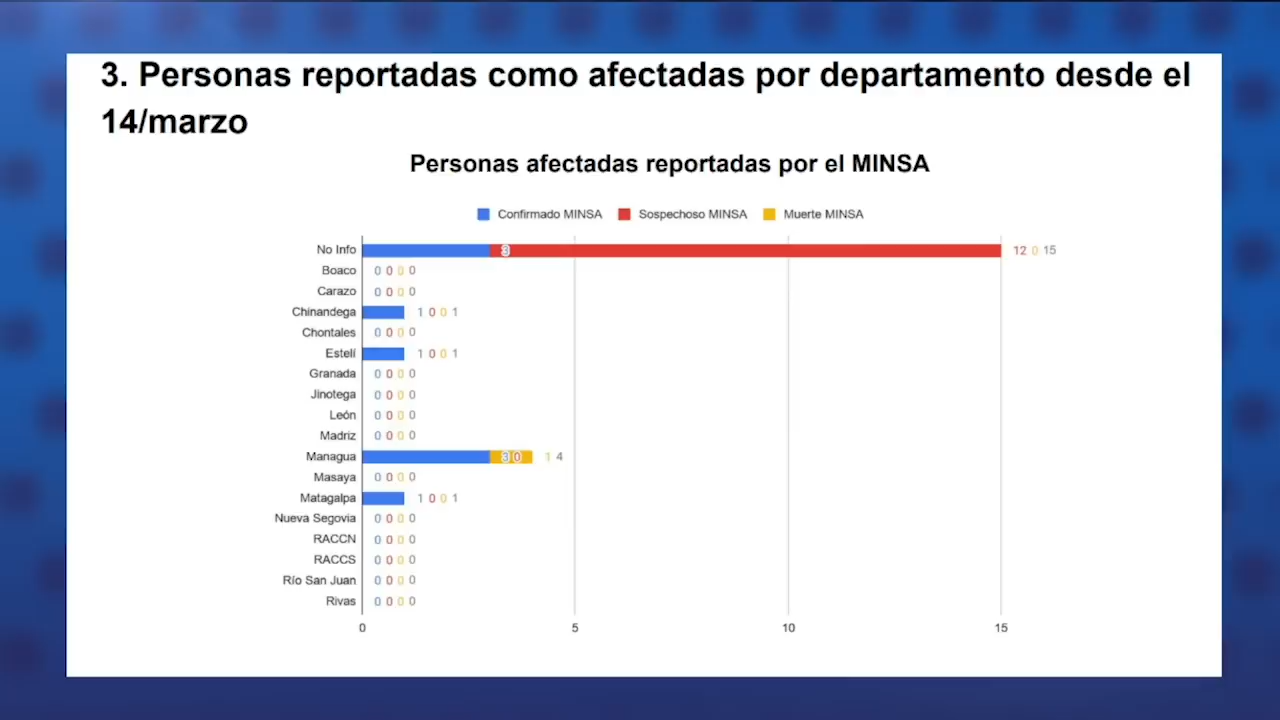 3. Personas reportadas como afectadas por departamento desde el
14/marzo
Personas afectadas reportadas por el MINSA
Confirmado MINSA Sospechoso MINSA Muerte MINSA
No Info 3 12 0 15
Boaco 0 0 0 0
Carazo 0 0 0 0
Chinandega 1 0 0 1
Chontales 0 0 0 0
Estelí 1 0 0 1
Granada 0 0 0 0
Jinotega 0 0 0 0
León 0 0 0 0
Madriz 0 0 0 0
Managua 3 0 1 4
Masaya 0 0 0 0
Matagalpa 1 0 0 1
Nueva Segovia 0 0 0 0
RACCN 0 0 0 0
RACCS 0 0 0 0
Río San Juan 0 0 0 0
Rivas 0 0 0 0
0 5 10 15